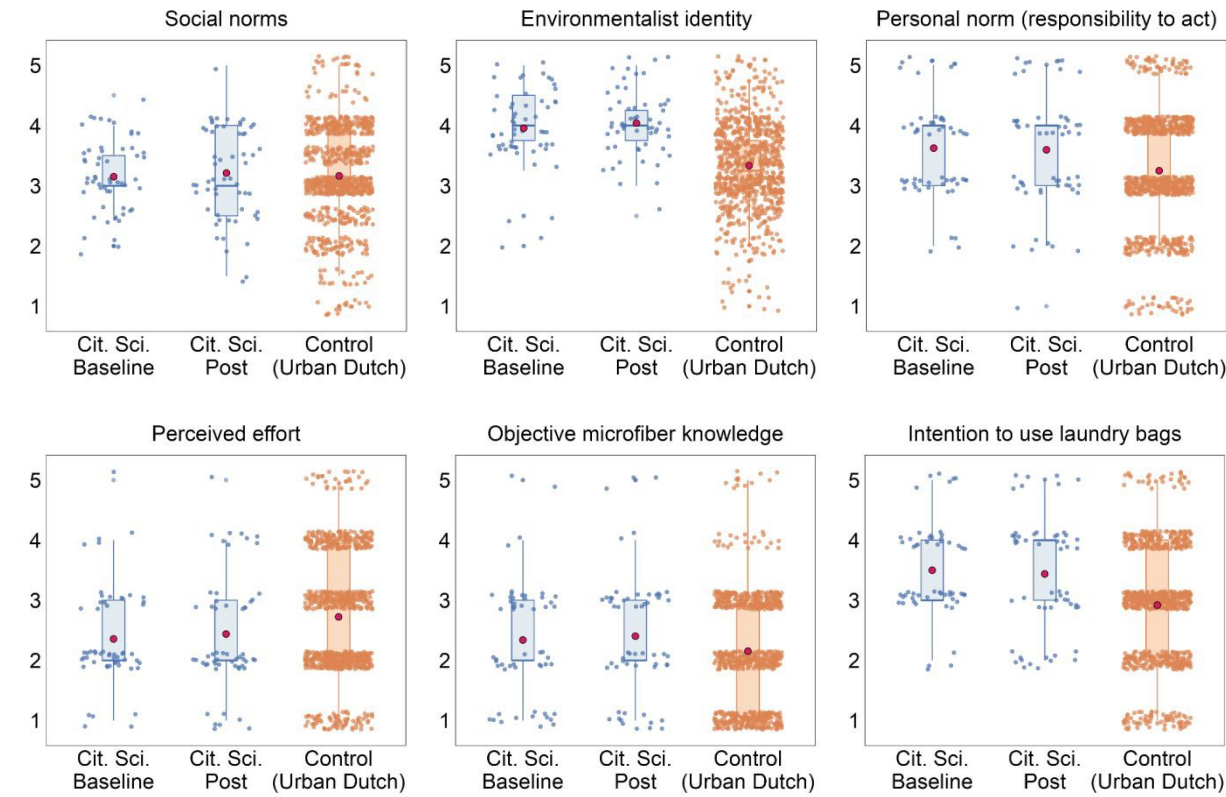 Social norms
Environmentalist identity
Personal norm (responsibility to act)
5
4
3
2
1
Cit. Sci. Baseline
Cit. Sci. Post
Control (Urban Dutch)
5
4
3
2
1
Cit. Sci. Baseline
Cit. Sci. Post
Control (Urban Dutch)
5
4
3
2
1
Cit. Sci. Baseline
Cit. Sci. Post
Control (Urban Dutch)
Perceived effort
Objective microfiber knowledge
Intention to use laundry bags
5
4
3
2
1
Cit. Sci. Baseline
Cit. Sci. Post
Control (Urban Dutch)
5
4
3
2
1
Cit. Sci. Baseline
Cit. Sci. Post
Control (Urban Dutch)
5
4
3
2
1
Cit. Sci. Baseline
Cit. Sci. Post
Control (Urban Dutch)